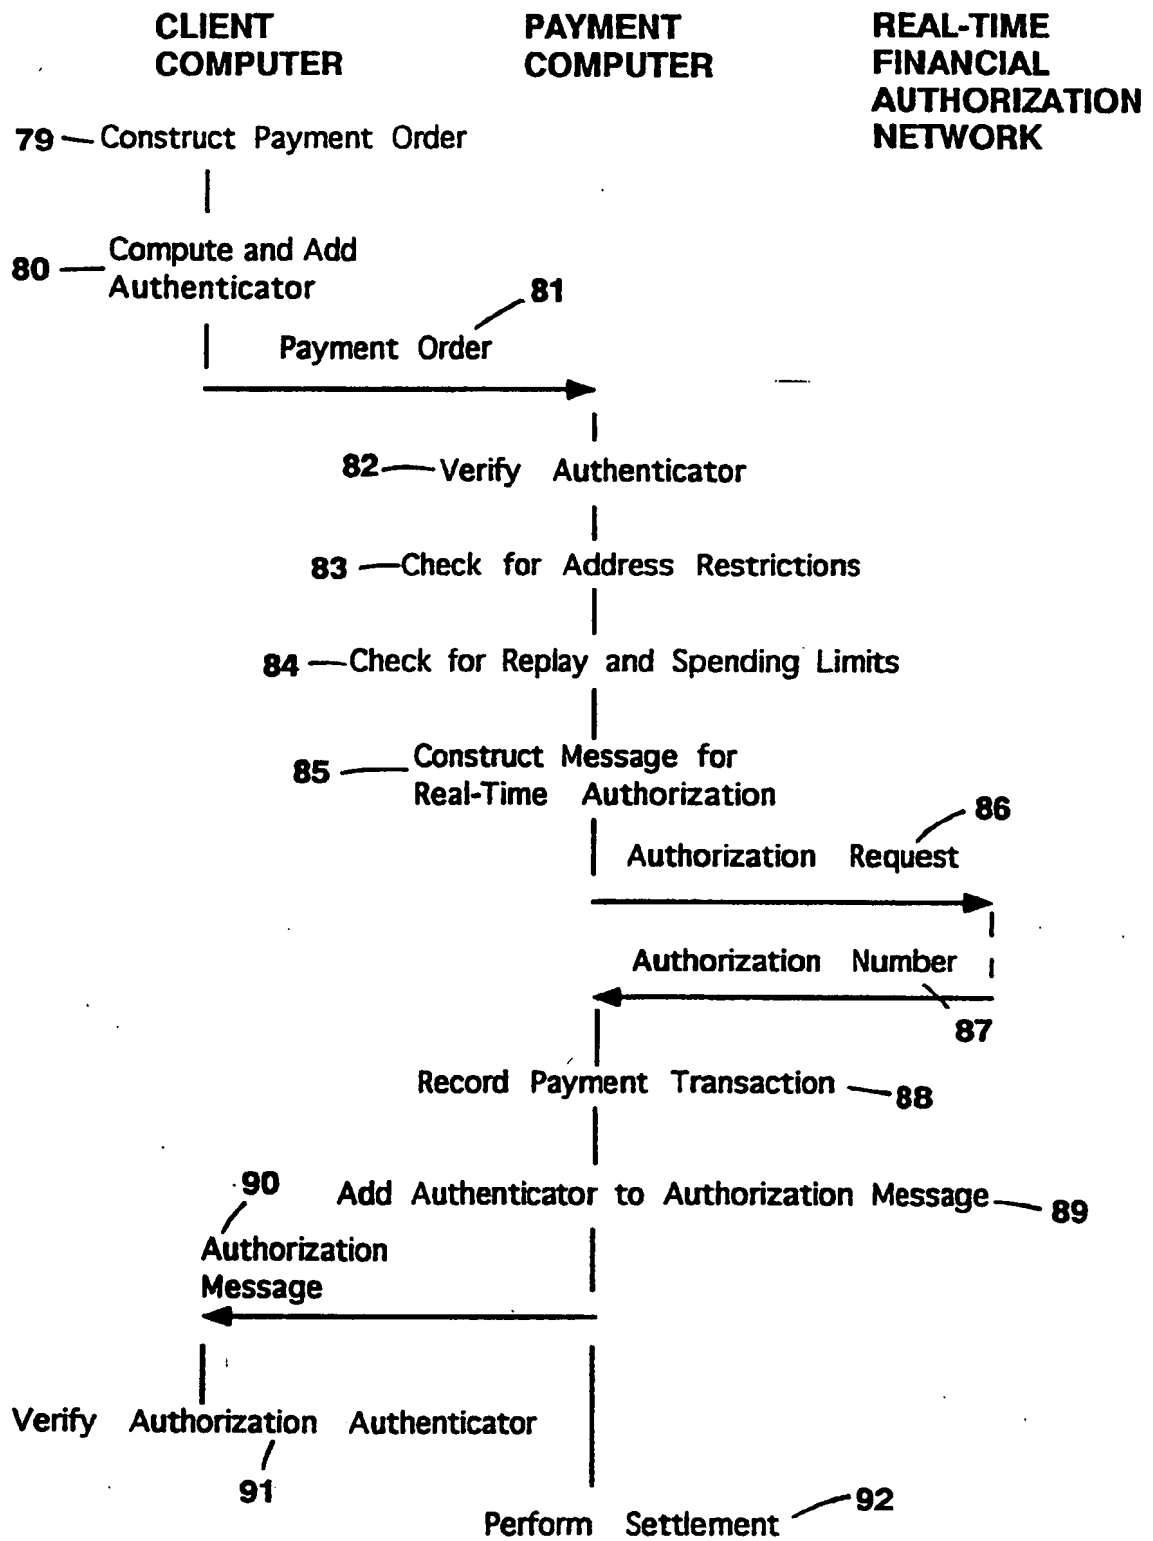 CLIENT
COMPUTER
PAYMENT
COMPUTER
REAL-TIME
FINANCIAL
AUTHORIZATION
NETWORK
79 Construct Payment Order
80 Compute and Add
Authenticator
81
Payment Order
82 Verify Authenticator
83 Check for Address Restrictions
84 Check for Replay and Spending Limits
85 Construct Message for
Real-Time Authorization
86
Authorization Request
Authorization Number
87
Record Payment Transaction 88
90
Add Authenticator to Authorization Message 89
Authorization
Message
Verify Authorization Authenticator
91
92
Perform Settlement